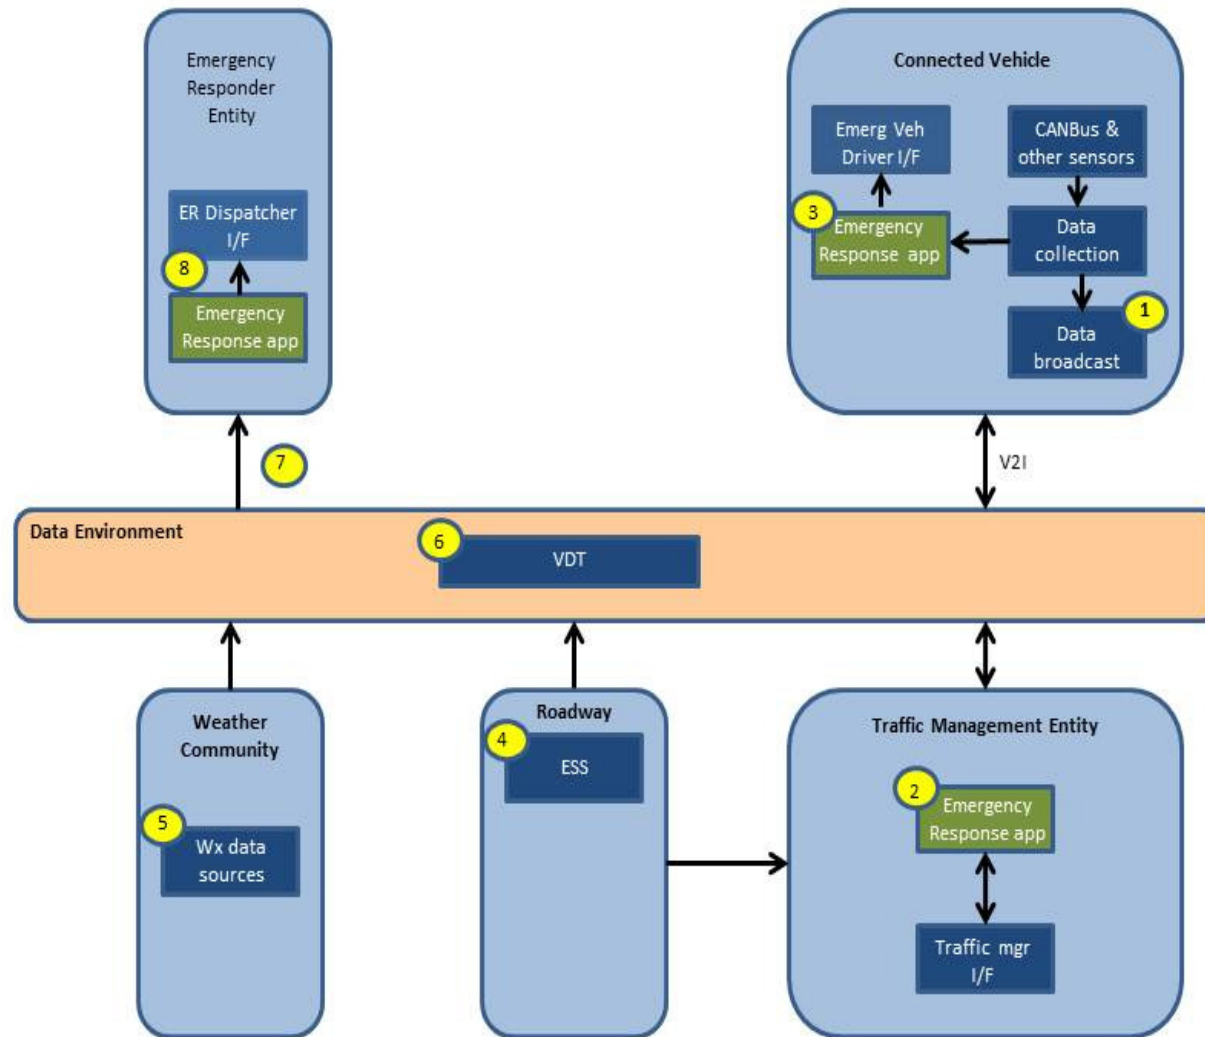 Emergency
Responder
Entity
ER Dispatcher
I/F
8
Emergency
Response app
7
Connected Vehicle
Emerg Veh
Driver I/F
CANBus &
other sensors
3
Emergency
Response app
Data
collection
1
Data
broadcast
V2I
Data Environment
6
VDT
Weather
Community
5
Wx data
sources
Roadway
4
ESS
Traffic Management Entity
2
Emergency
Response app
Traffic mgr
I/F